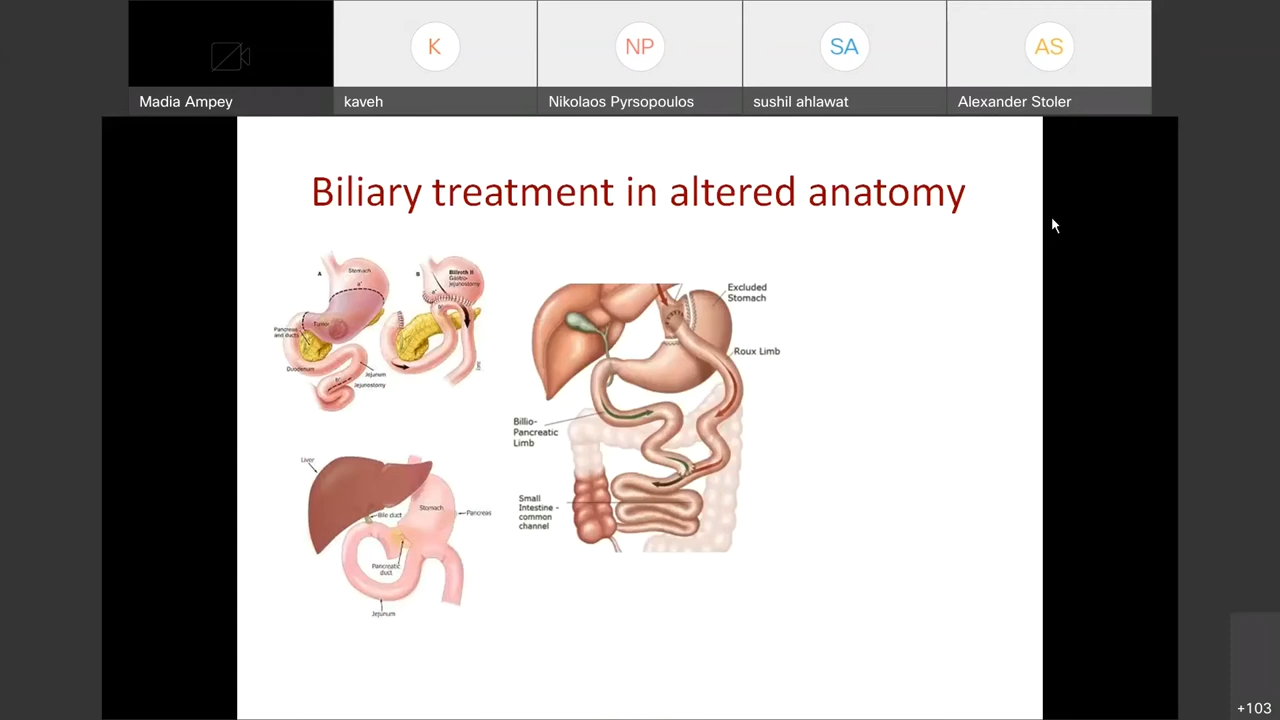 K
NP
SA
AS
Madia Ampey
kaveh
Nikolaos Pyrsopoulos
sushil ahlawat
Alexander Stoler
Biliary treatment in altered anatomy
A
Stomach
Tumor
Pancreas
and ducts
Duodenum
Jejunum
Jejunostomy
B
Billroth II
Gastro-
jejunostomy
Excluded
Stomach
Roux Limb
Billio-
Pancreatic
Limb
Small
Intestine -
common
channel
Liver
Bile duct
Stomach
Pancreas
Pancreatic
duct
Jejunum
+103